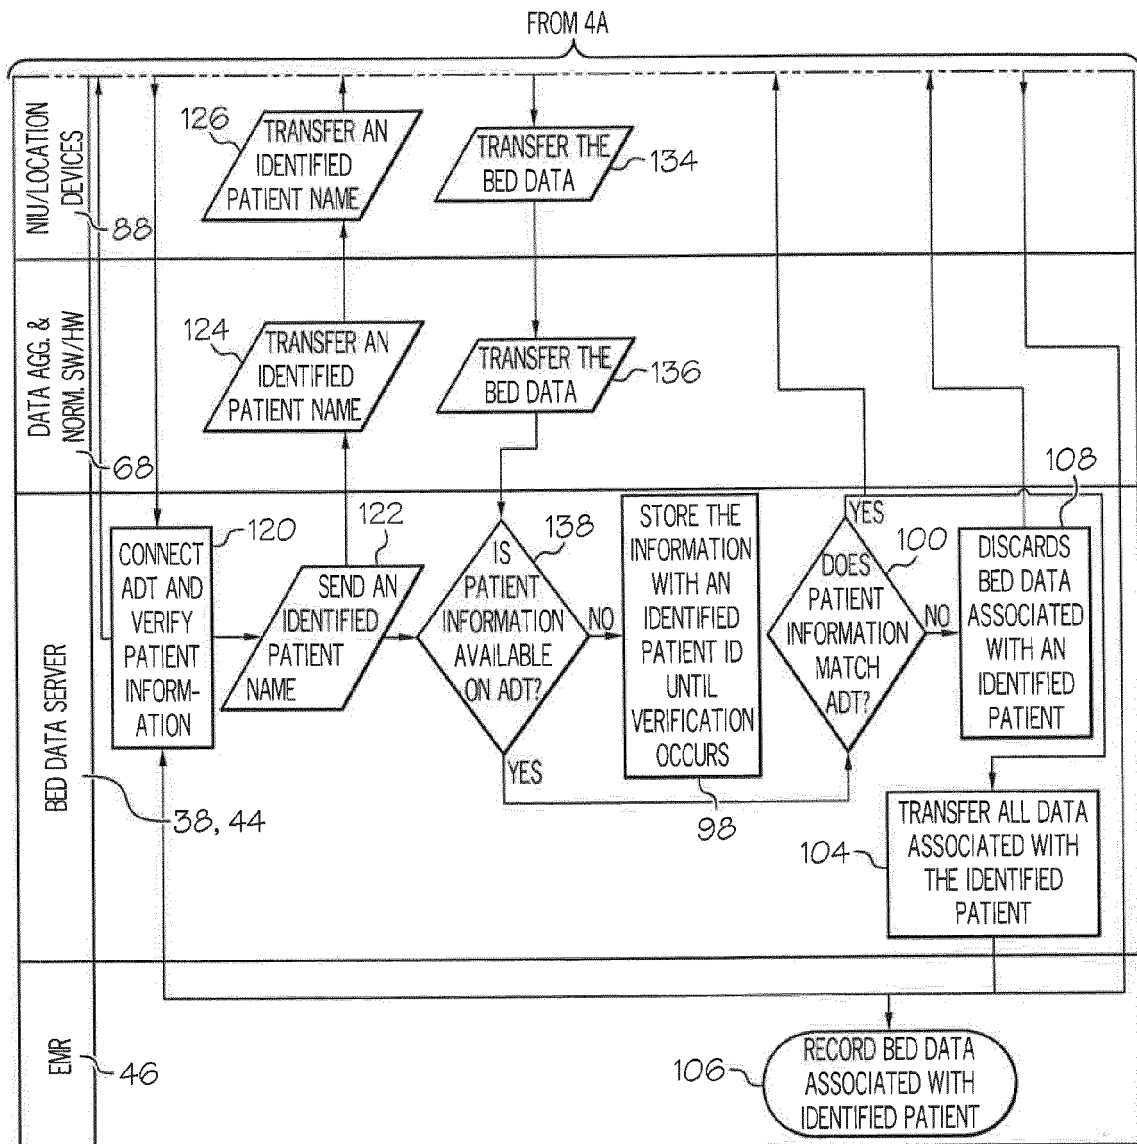 FROM 4A
NIU/LOCATION
DEVICES
88
126
TRANSFER AN
IDENTIFIED
PATIENT NAME
TRANSFER THE
BED DATA
134
DATA AGG. &
NORM. SW/HW
68
124
TRANSFER AN
IDENTIFIED
PATIENT NAME
TRANSFER THE
BED DATA
136
BED DATA SERVER
38, 44
CONNECT
ADT AND
VERIFY
PATIENT
INFORM-
ATION
120
122
SEND AN
IDENTIFIED
PATIENT
NAME
IS
PATIENT
INFORMATION
AVAILABLE
ON ADT?
138
NO
YES
STORE THE
INFORMATION
WITH AN
IDENTIFIED
PATIENT ID
UNTIL
VERIFICATION
OCCURS
98
YES
100
DOES
PATIENT
INFORMATION
MATCH
ADT?
NO
108
DISCARDS
BED DATA
ASSOCIATED
WITH AN
IDENTIFIED
PATIENT
104
TRANSFER ALL DATA
ASSOCIATED WITH
THE IDENTIFIED
PATIENT
EMR
46
106
RECORD BED DATA
ASSOCIATED WITH
IDENTIFIED PATIENT